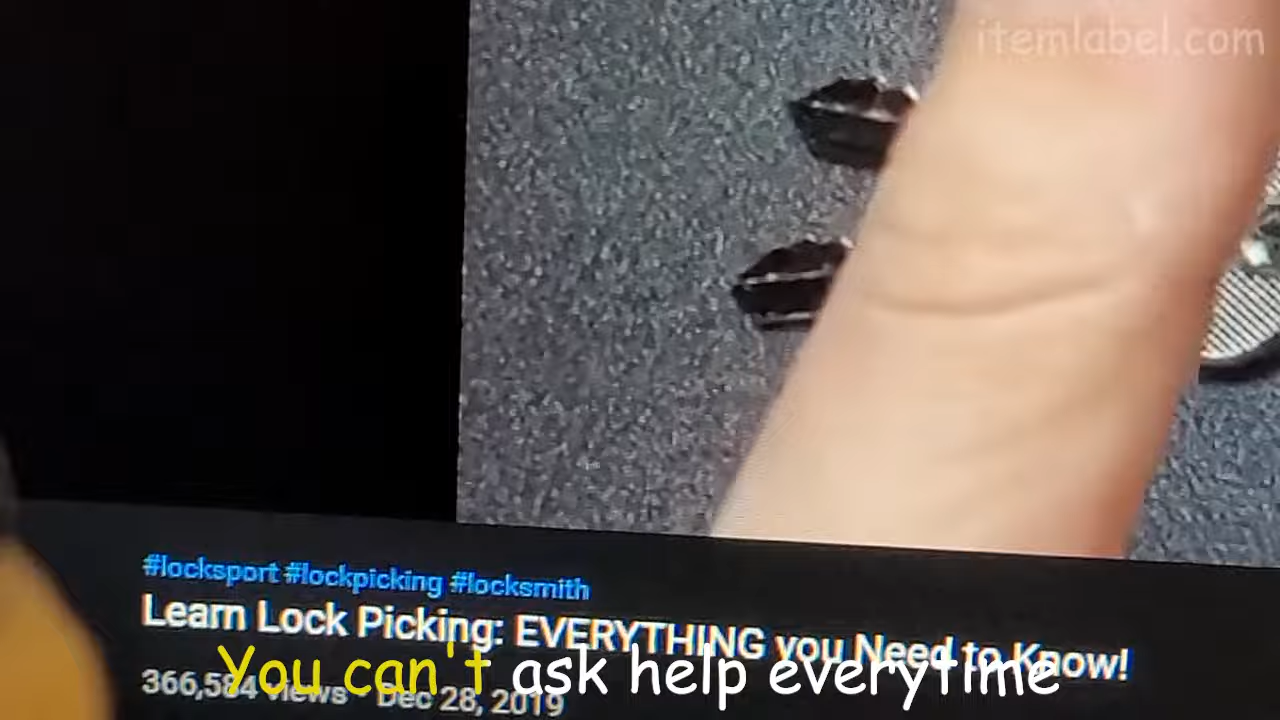 itemlabel.com
#locksport #lockpicking #locksmith
Learn Lock Picking: EVERYTHING you Need to Know!
You can't ask help everytime
366,584 views · Dec 28, 2019